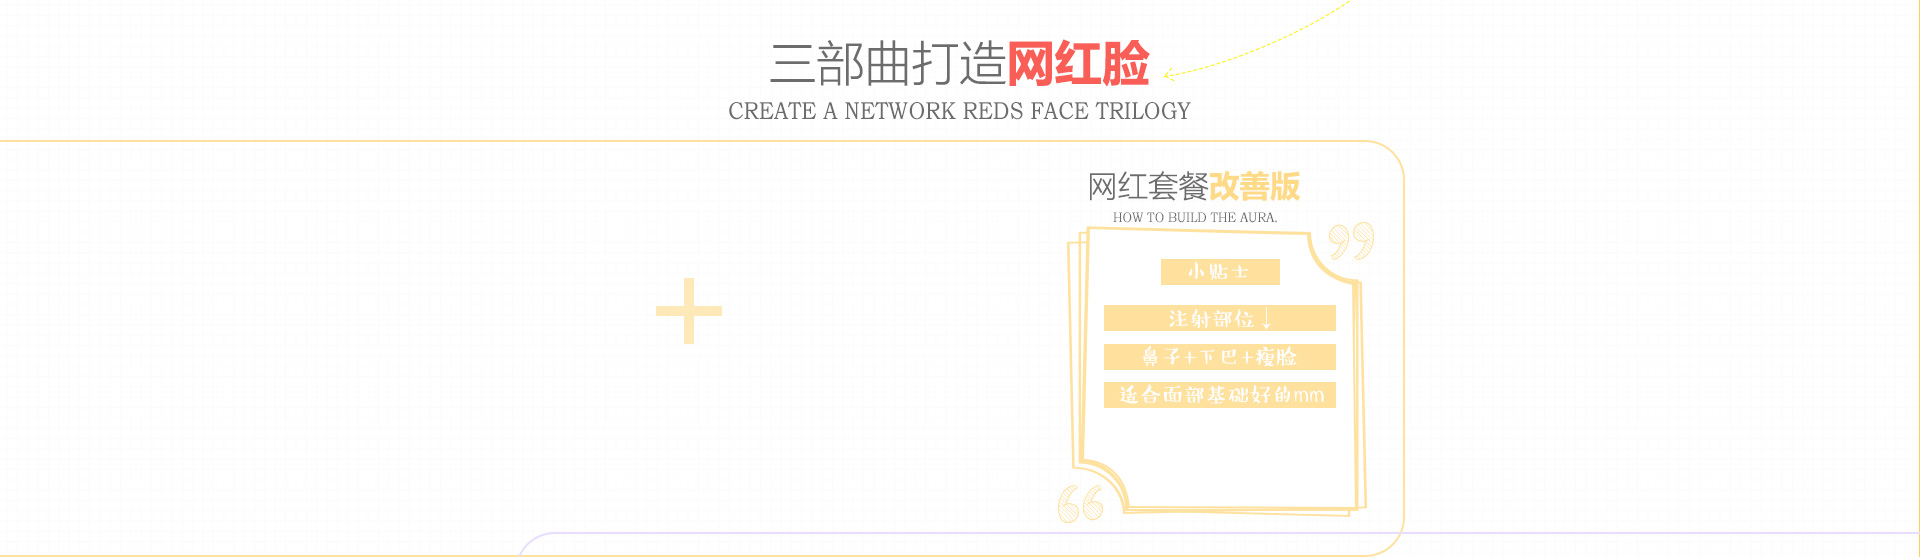 三部曲打造网红脸
CREATE A NETWORK REDS FACE TRILOGY
网红套餐改善版
HOW TO BUILD THE AURA.
小贴士
注射部位↓
鼻子+下巴+瘦脸
适合面部基础好的mm